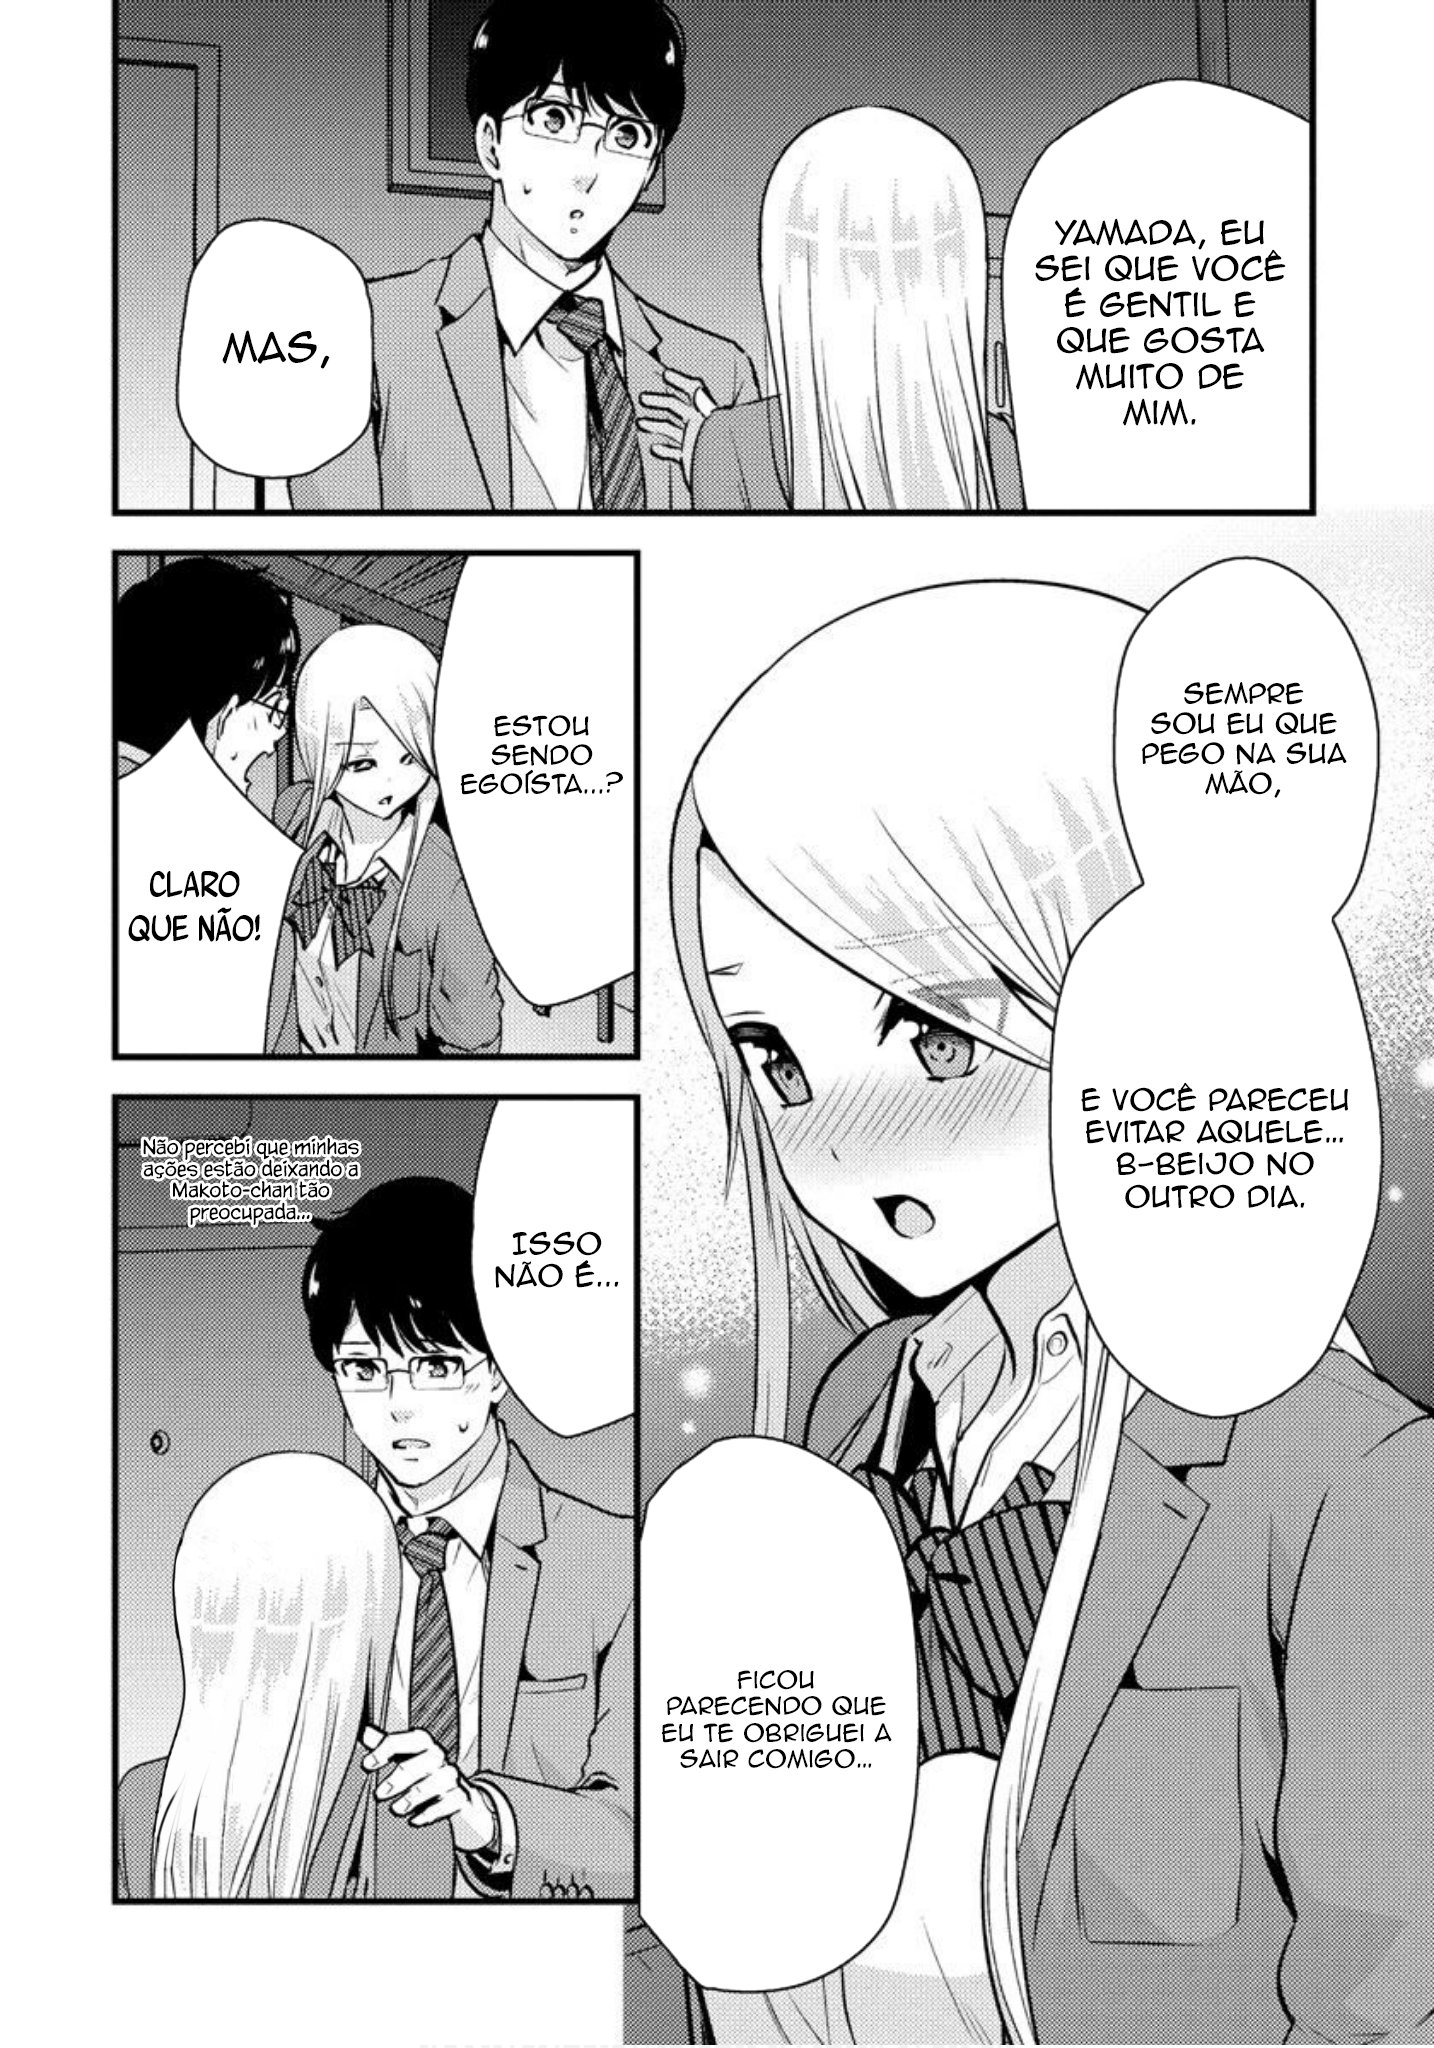 YAMADA, EU
SEI QUE VOCÊ
É GENTIL E
QUE GOSTA
MUITO DE
MIM.
MAS,
SEMPRE
SOU EU QUE
PEGO NA SUA
MÃO,
E VOCÊ PARECEU
EVITAR AQUELE...
B-BEIJO NO
OUTRO DIA.
FICOU
PARECENDO QUE
EU TE OBRIGUEI A
SAIR COMIGO...
ESTOU
SENDO
EGOÍSTA...?
CLARO
QUE NÃO!
ISSO
NÃO É...
Não percebi que minhas
ações estão deixando a
Makoto-chan tão
preocupada...